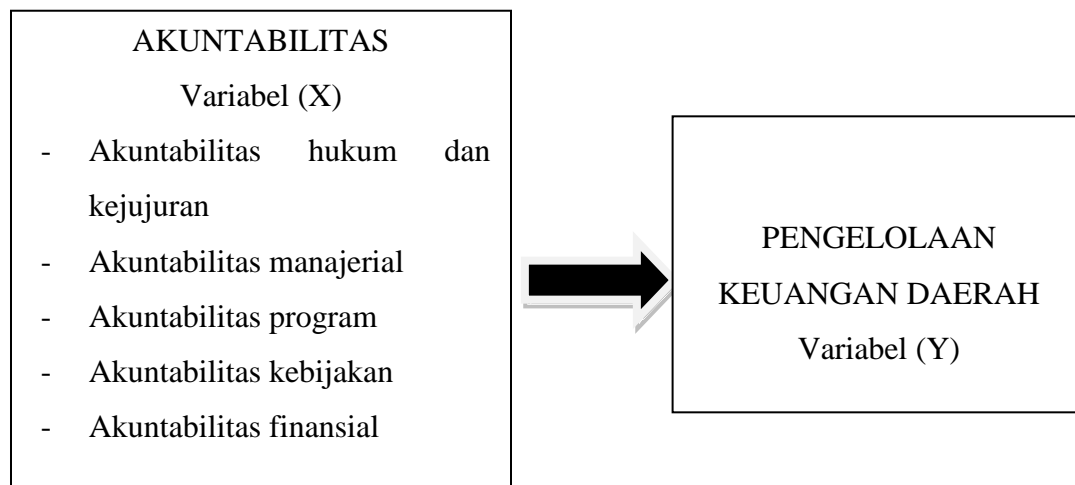 AKUNTABILITAS
Variabel (X)
- Akuntabilitas hukum dan
kejujuran
- Akuntabilitas manajerial
- Akuntabilitas program
- Akuntabilitas kebijakan
- Akuntabilitas finansial
PENGELOLAAN
KEUANGAN DAERAH
Variabel (Y)